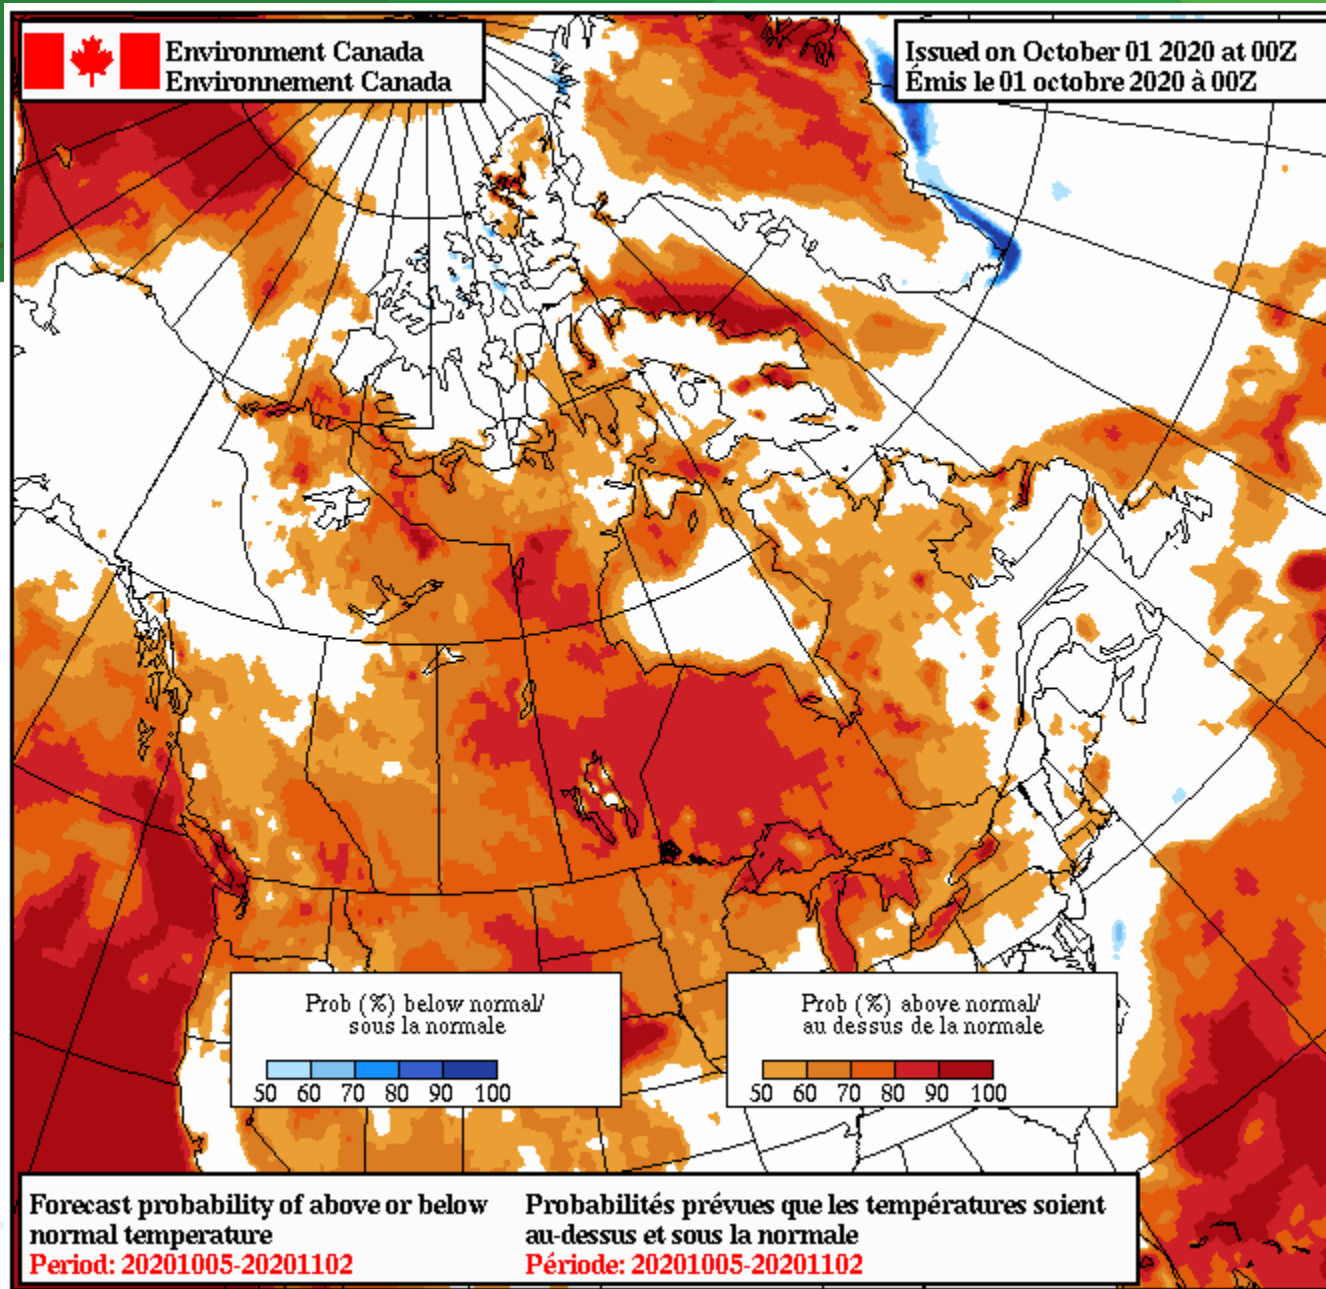 Environment Canada
Environnement Canada
Issued on October 01 2020 at 00Z
Émis le 01 octobre 2020 à 00Z
Prob (%) below normal/
sous la normale
50 60 70 80 90 100
Prob (%) above normal/
au dessus de la normale
50 60 70 80 90 100
Forecast probability of above or below
normal temperature
Period: 20201005-20201102
Probabilités prévues que les températures soient
au-dessus et sous la normale
Période: 20201005-20201102